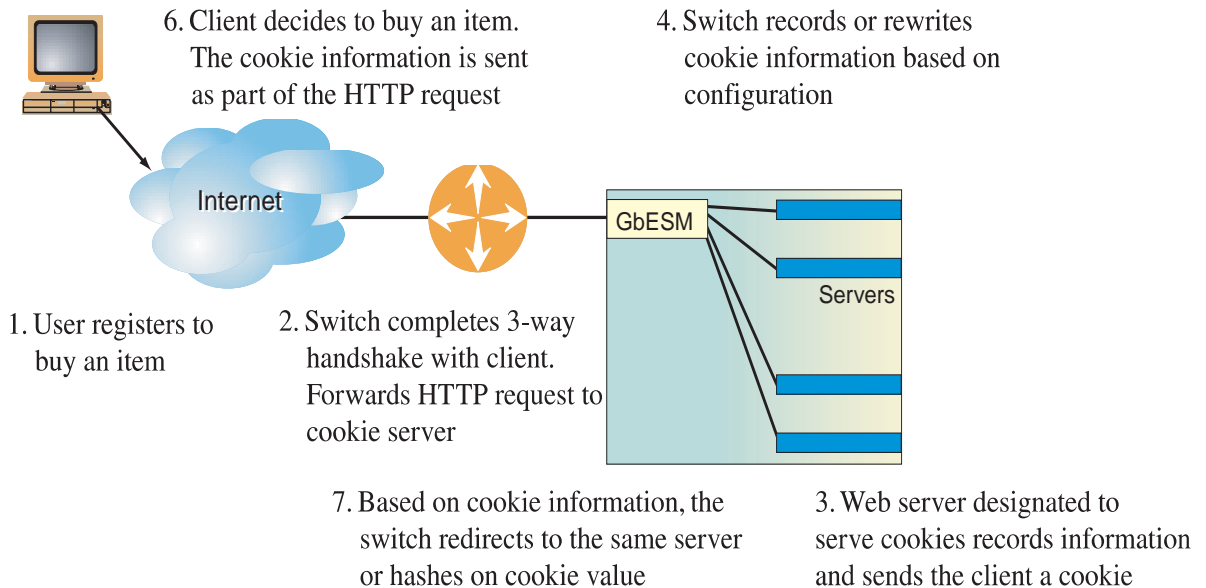 6. Client decides to buy an item.
The cookie information is sent
as part of the HTTP request
4. Switch records or rewrites
cookie information based on
configuration
Internet
GbESM
Servers
1. User registers to
buy an item
2. Switch completes 3-way
handshake with client.
Forwards HTTP request to
cookie server
7. Based on cookie information, the
switch redirects to the same server
or hashes on cookie value
3. Web server designated to
serve cookies records information
and sends the client a cookie